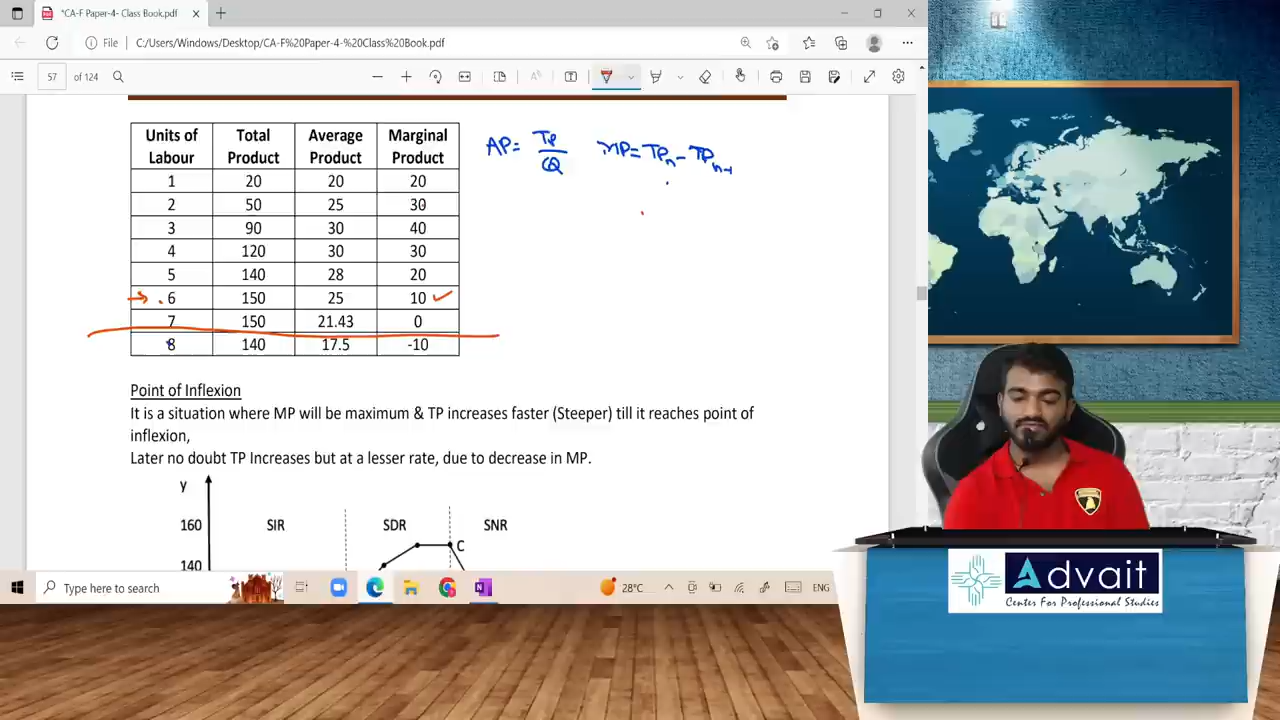 *CA-F Paper-4- Class Book.pdf
File
C:/Users/Windows/Desktop/CA-F%20Paper-4-%20Class%20Book.pdf
57 of 124
Units of Labour Total Product Average Product Marginal Product
1 20 20 20
2 50 25 30
3 90 30 40
4 120 30 30
5 140 28 20
6 150 25 10
7 150 21.43 0
8 140 17.5 -10
AP = TP / Q
MP = TPn - TPn-1
Point of Inflexion
It is a situation where MP will be maximum & TP increases faster (Steeper) till it reaches point of
inflexion,
Later no doubt TP Increases but at a lesser rate, due to decrease in MP.
y
160 SIR SDR SNR
C
140
Type here to search
28°C
ENG
Advait
Center For Professional Studies